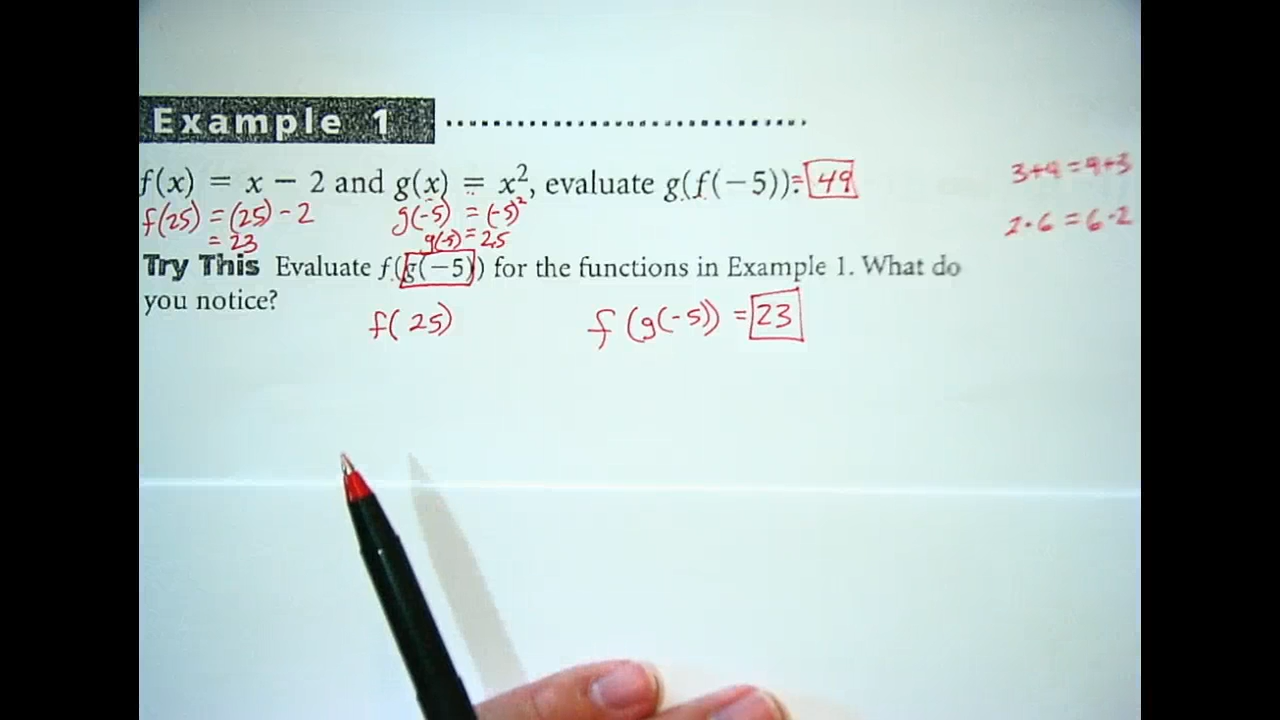 Example 1
f(x) = x − 2 and g(x) = x², evaluate g(f(−5)). = 49
3+4 = 4+3
f(25) = (25) - 2
g(-5) = (-5)²
2·6 = 6·2
= 23
g(-5) = 25
Try This Evaluate f(g(−5)) for the functions in Example 1. What do
you notice?
f(25)
f(g(-5)) = 23